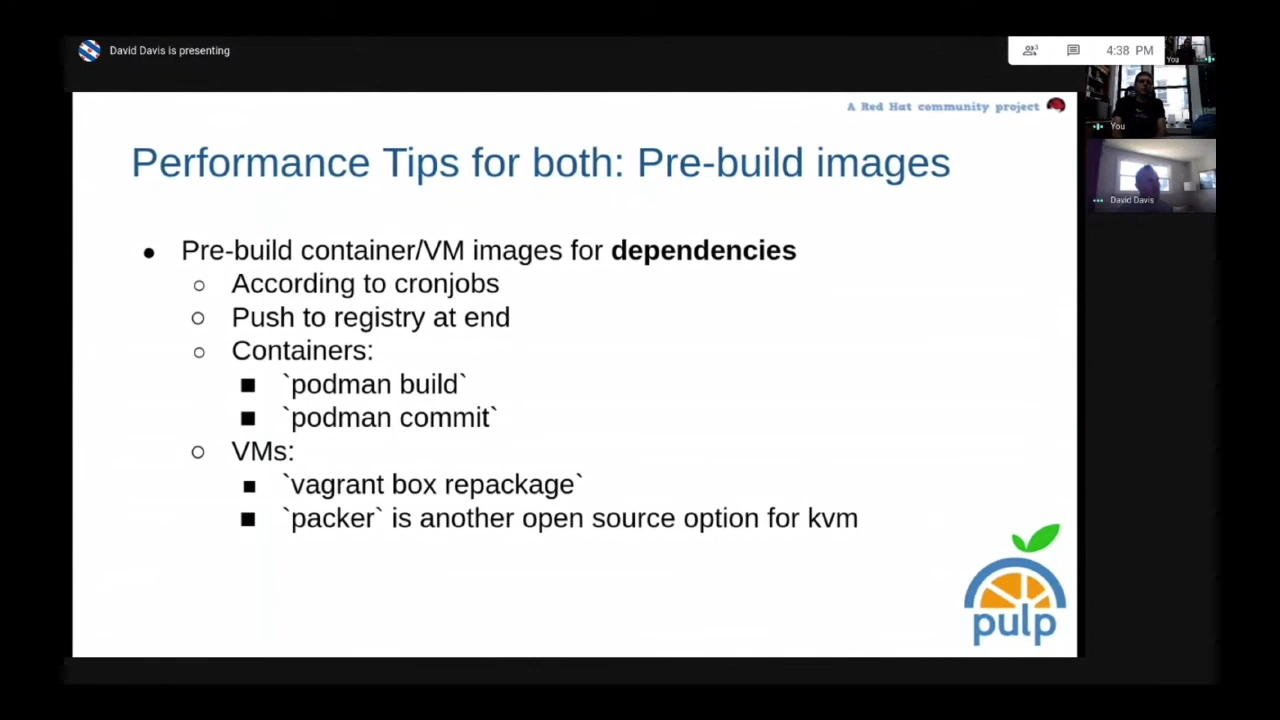 David Davis is presenting
3
4:38 PM
You
You
David Davis
A Red Hat community project
Performance Tips for both: Pre-build images
● Pre-build container/VM images for dependencies
○ According to cronjobs
○ Push to registry at end
○ Containers:
■ `podman build`
■ `podman commit`
○ VMs:
■ `vagrant box repackage`
■ `packer` is another open source option for kvm
pulp